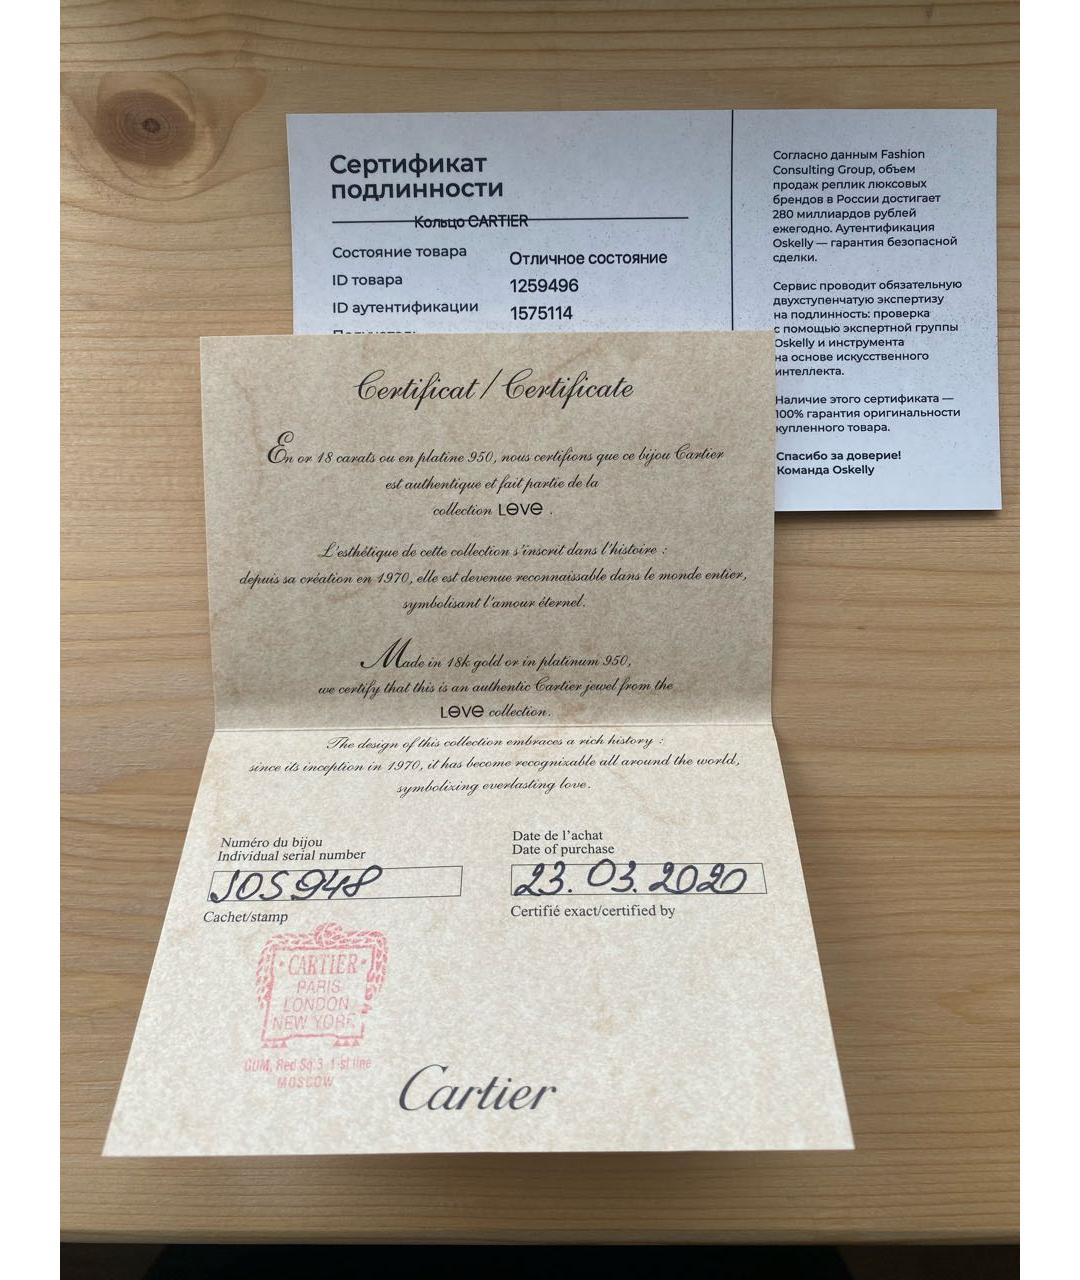 Сертификат
подлинности
Кольцо CARTIER
Состояние товара Отличное состояние
ID товара 1259496
ID аутентификации 1575114
Согласно данным Fashion
Consulting Group, объем
продаж реплик люксовых
брендов в России достигает
280 миллиардов рублей
ежегодно. Аутентификация
Oskelly — гарантия безопасной
сделки.
Сервис проводит обязательную
двухступенчатую экспертизу
на подлинность: проверка
с помощью экспертной группы
Oskelly и инструмента
на основе искусственного
интеллекта.
Наличие этого сертификата —
100% гарантия оригинальности
купленного товара.
Спасибо за доверие!
Команда Oskelly
Certificat / Certificate
En or 18 carats ou en platine 950, nous certifions que ce bijou Cartier
est authentique et fait partie de la
collection LOVE .
L'esthétique de cette collection s'inscrit dans l'histoire :
depuis sa création en 1970, elle est devenue reconnaissable dans le monde entier,
symbolisant l'amour éternel.
Made in 18k gold or in platinum 950,
we certify that this is an authentic Cartier jewel from the
LOVE collection.
The design of this collection embraces a rich history :
since its inception in 1970, it has become recognizable all around the world,
symbolizing everlasting love.
Numéro du bijou
Individual serial number
JOS948
Cachet/stamp
Date de l'achat
Date of purchase
23.03.2020
Certifié exact/certified by
CARTIER
PARIS
LONDON
NEW YORK
GUM, Red Sq.3, 1-st line
MOSCOW
Cartier